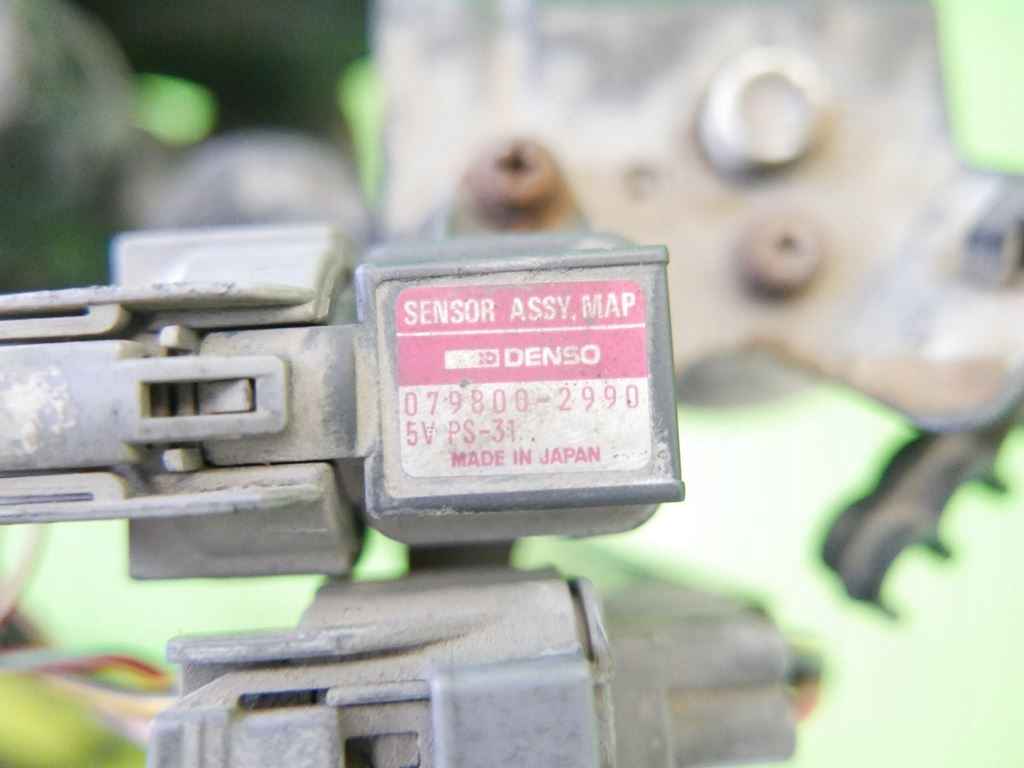 SENSOR ASSY, MAP
DENSO
079800-2990
5V PS-31
MADE IN JAPAN